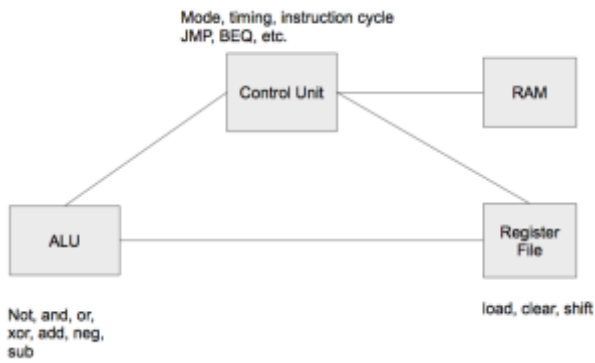 Mode, timing, instruction cycle
JMP, BEQ, etc.
Control Unit
RAM
ALU
Register
File
Not, and, or,
xor, add, neg,
sub
load, clear, shift